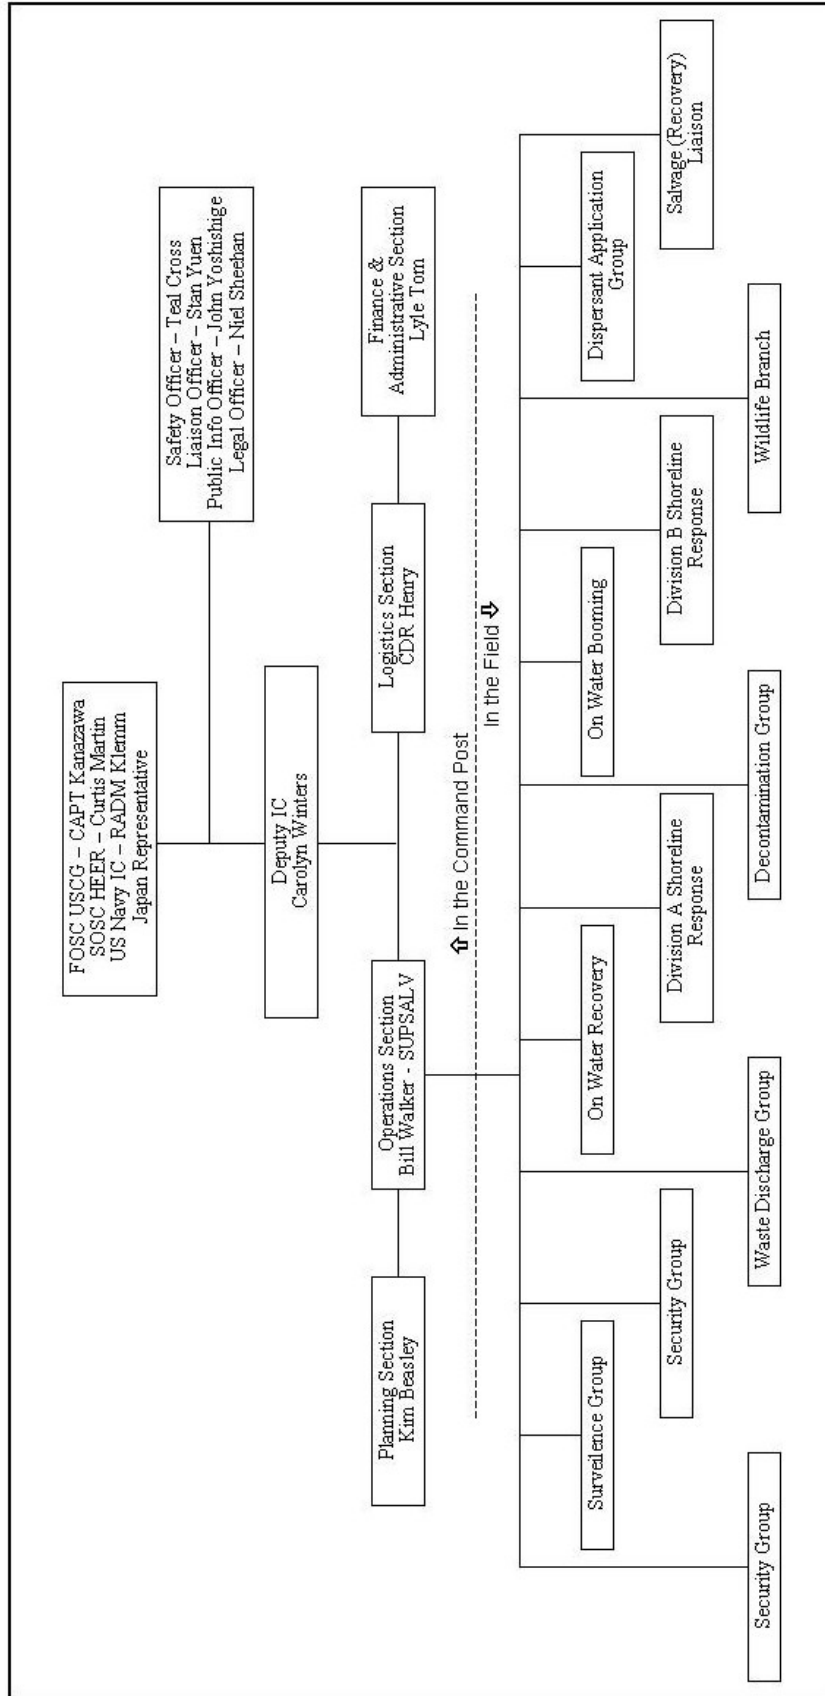 FOSC USCG – CAPT Kanazawa
SOSC HEER – Curtis Martin
US Navy IC – RADM Klemm
Japan Representative
Safety Officer – Teal Cross
Liaison Officer – Stan Yuen
Public Info Officer – John Yoshishige
Legal Officer – Niel Sheehan
Deputy IC
Carolyn Winters
Planning Section
Kim Beasley
Operations Section
Bill Walker - SUPSALV
Logistics Section
CDR Henry
Finance &
Administrative Section
Lyle Tom
⇧ In the Command Post
In the Field ⇩
Surveilence Group
On Water Recovery
On Water Booming
Dispersant Application
Group
Security Group
Division A Shoreline
Response
Division B Shoreline
Response
Salvage (Recovery)
Liaison
Security Group
Waste Discharge Group
Decontamination Group
Wildlife Branch